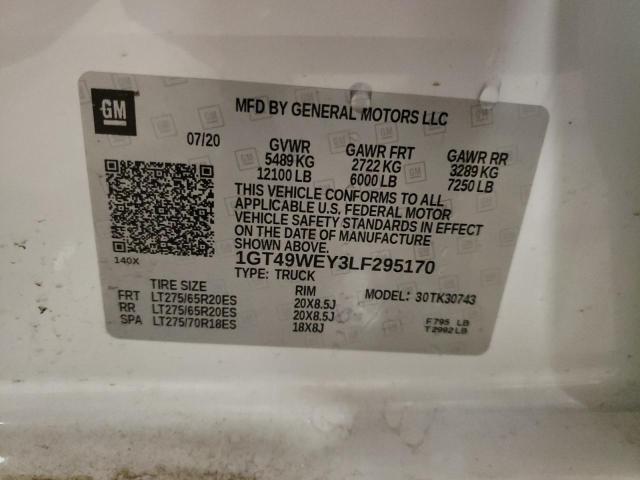 GM
MFD BY GENERAL MOTORS LLC
07/20 GVWR GAWR FRT GAWR RR
5489 KG 2722 KG 3289 KG
12100 LB 6000 LB 7250 LB
THIS VEHICLE CONFORMS TO ALL
APPLICABLE U.S. FEDERAL MOTOR
VEHICLE SAFETY STANDARDS IN EFFECT
ON THE DATE OF MANUFACTURE
SHOWN ABOVE.
140X 1GT49WEY3LF295170
TYPE: TRUCK
TIRE SIZE RIM MODEL: 30TK30743
FRT LT275/65R20ES 20X8.5J
RR LT275/65R20ES 20X8.5J F795 LB
SPA LT275/70R18ES 18X8J T2992LB